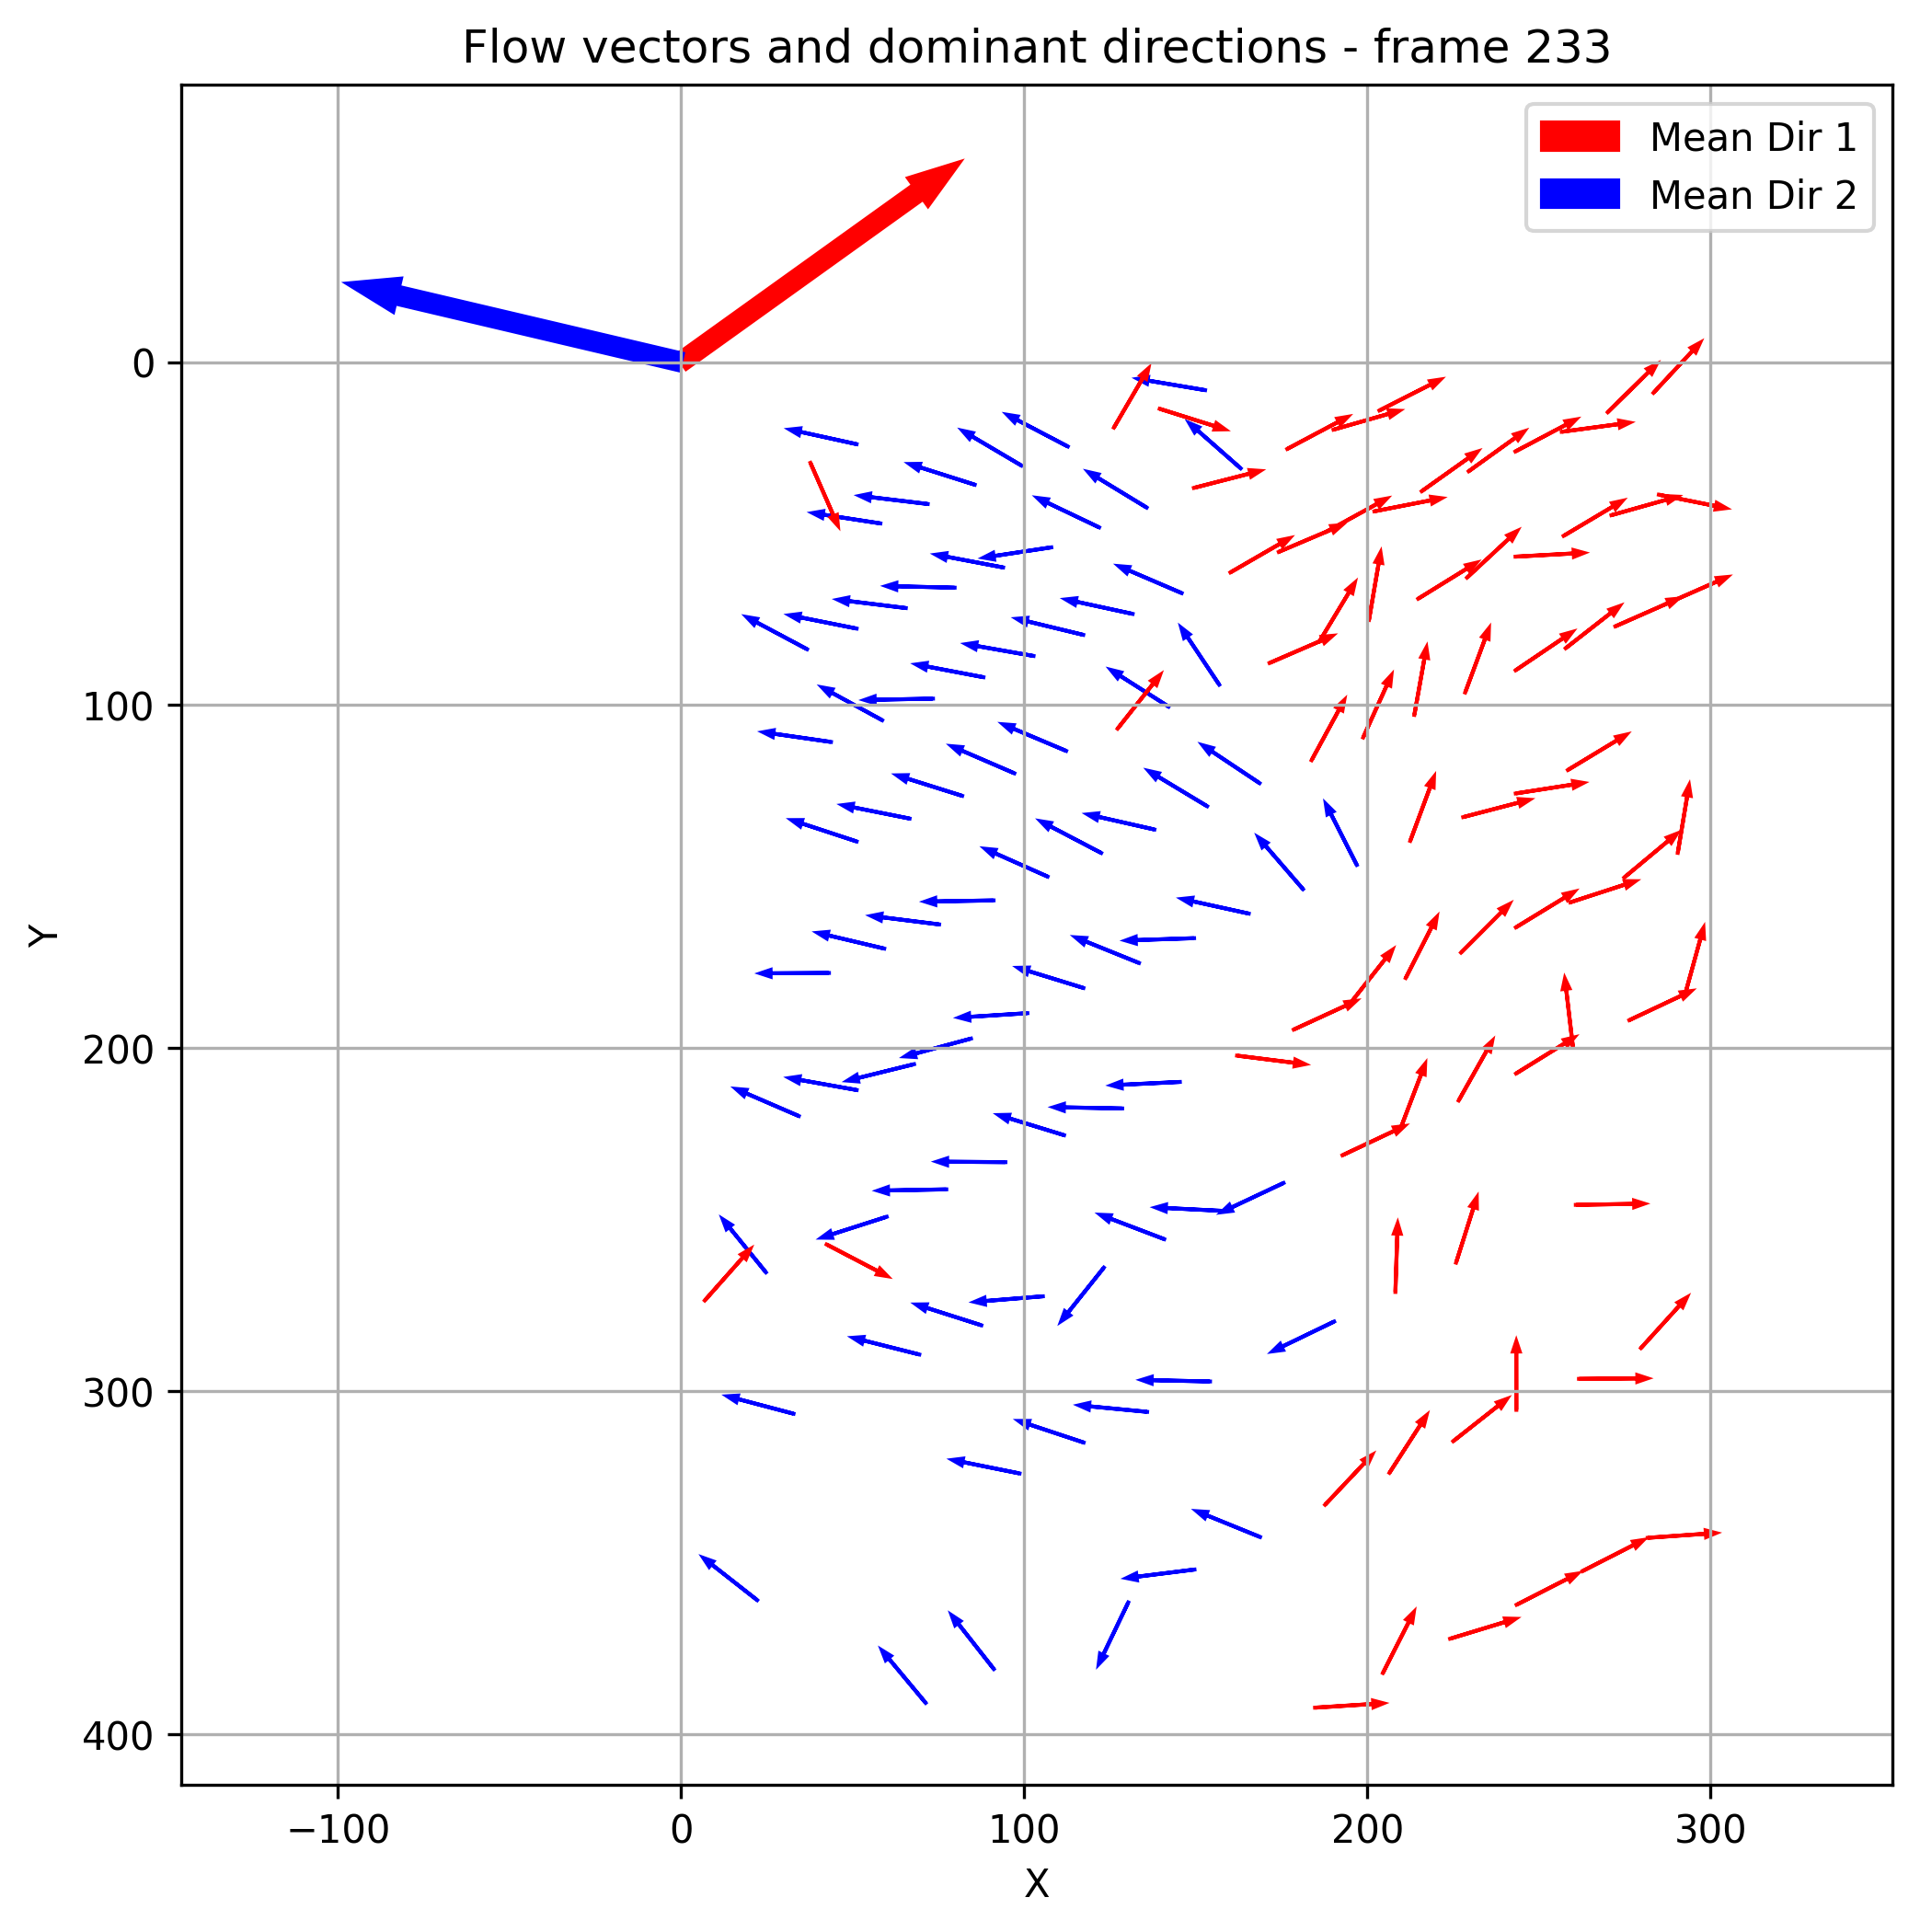 Flow vectors and dominant directions - frame 233
Mean Dir 1
Mean Dir 2
0
100
200
300
400
Y
−100
0
100
200
300
X